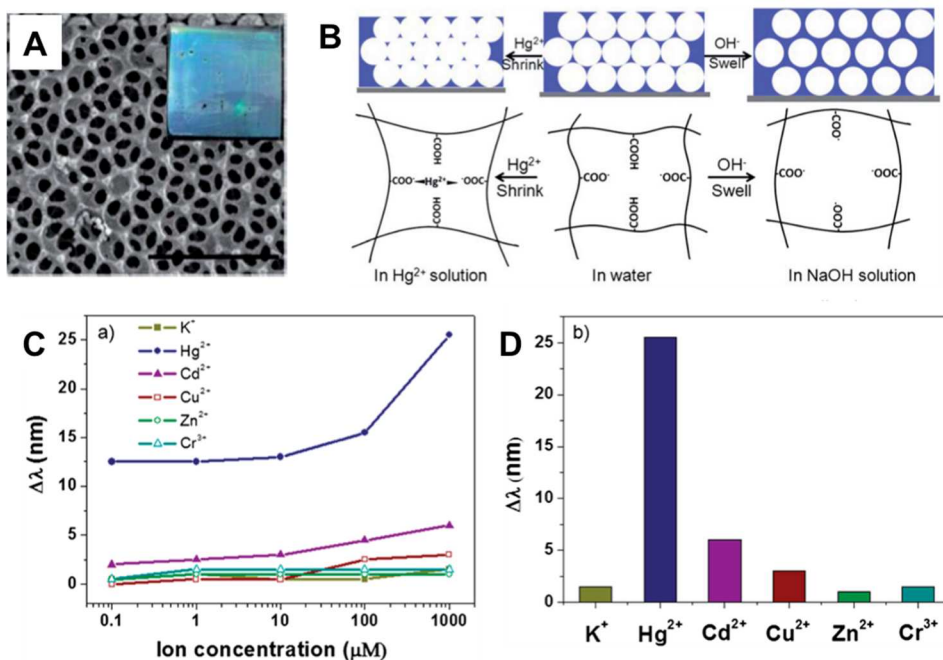 A
B
Hg²⁺
Shrink
OH⁻
Swell
COOH
COO⁻
Hg²⁺
⁻OOC
COOH
Hg²⁺
Shrink
COOH
COO⁻
⁻OOC
COOH
OH⁻
Swell
COO⁻
COO⁻
⁻OOC
COO⁻
In Hg²⁺ solution
In water
In NaOH solution
C
a)
K⁺
Hg²⁺
Cd²⁺
Cu²⁺
Zn²⁺
Cr³⁺
25
20
15
10
5
0
Δλ (nm)
0.1 1 10 100 1000
Ion concentration (μM)
D
b)
25
20
15
10
5
0
Δλ (nm)
K⁺ Hg²⁺ Cd²⁺ Cu²⁺ Zn²⁺ Cr³⁺